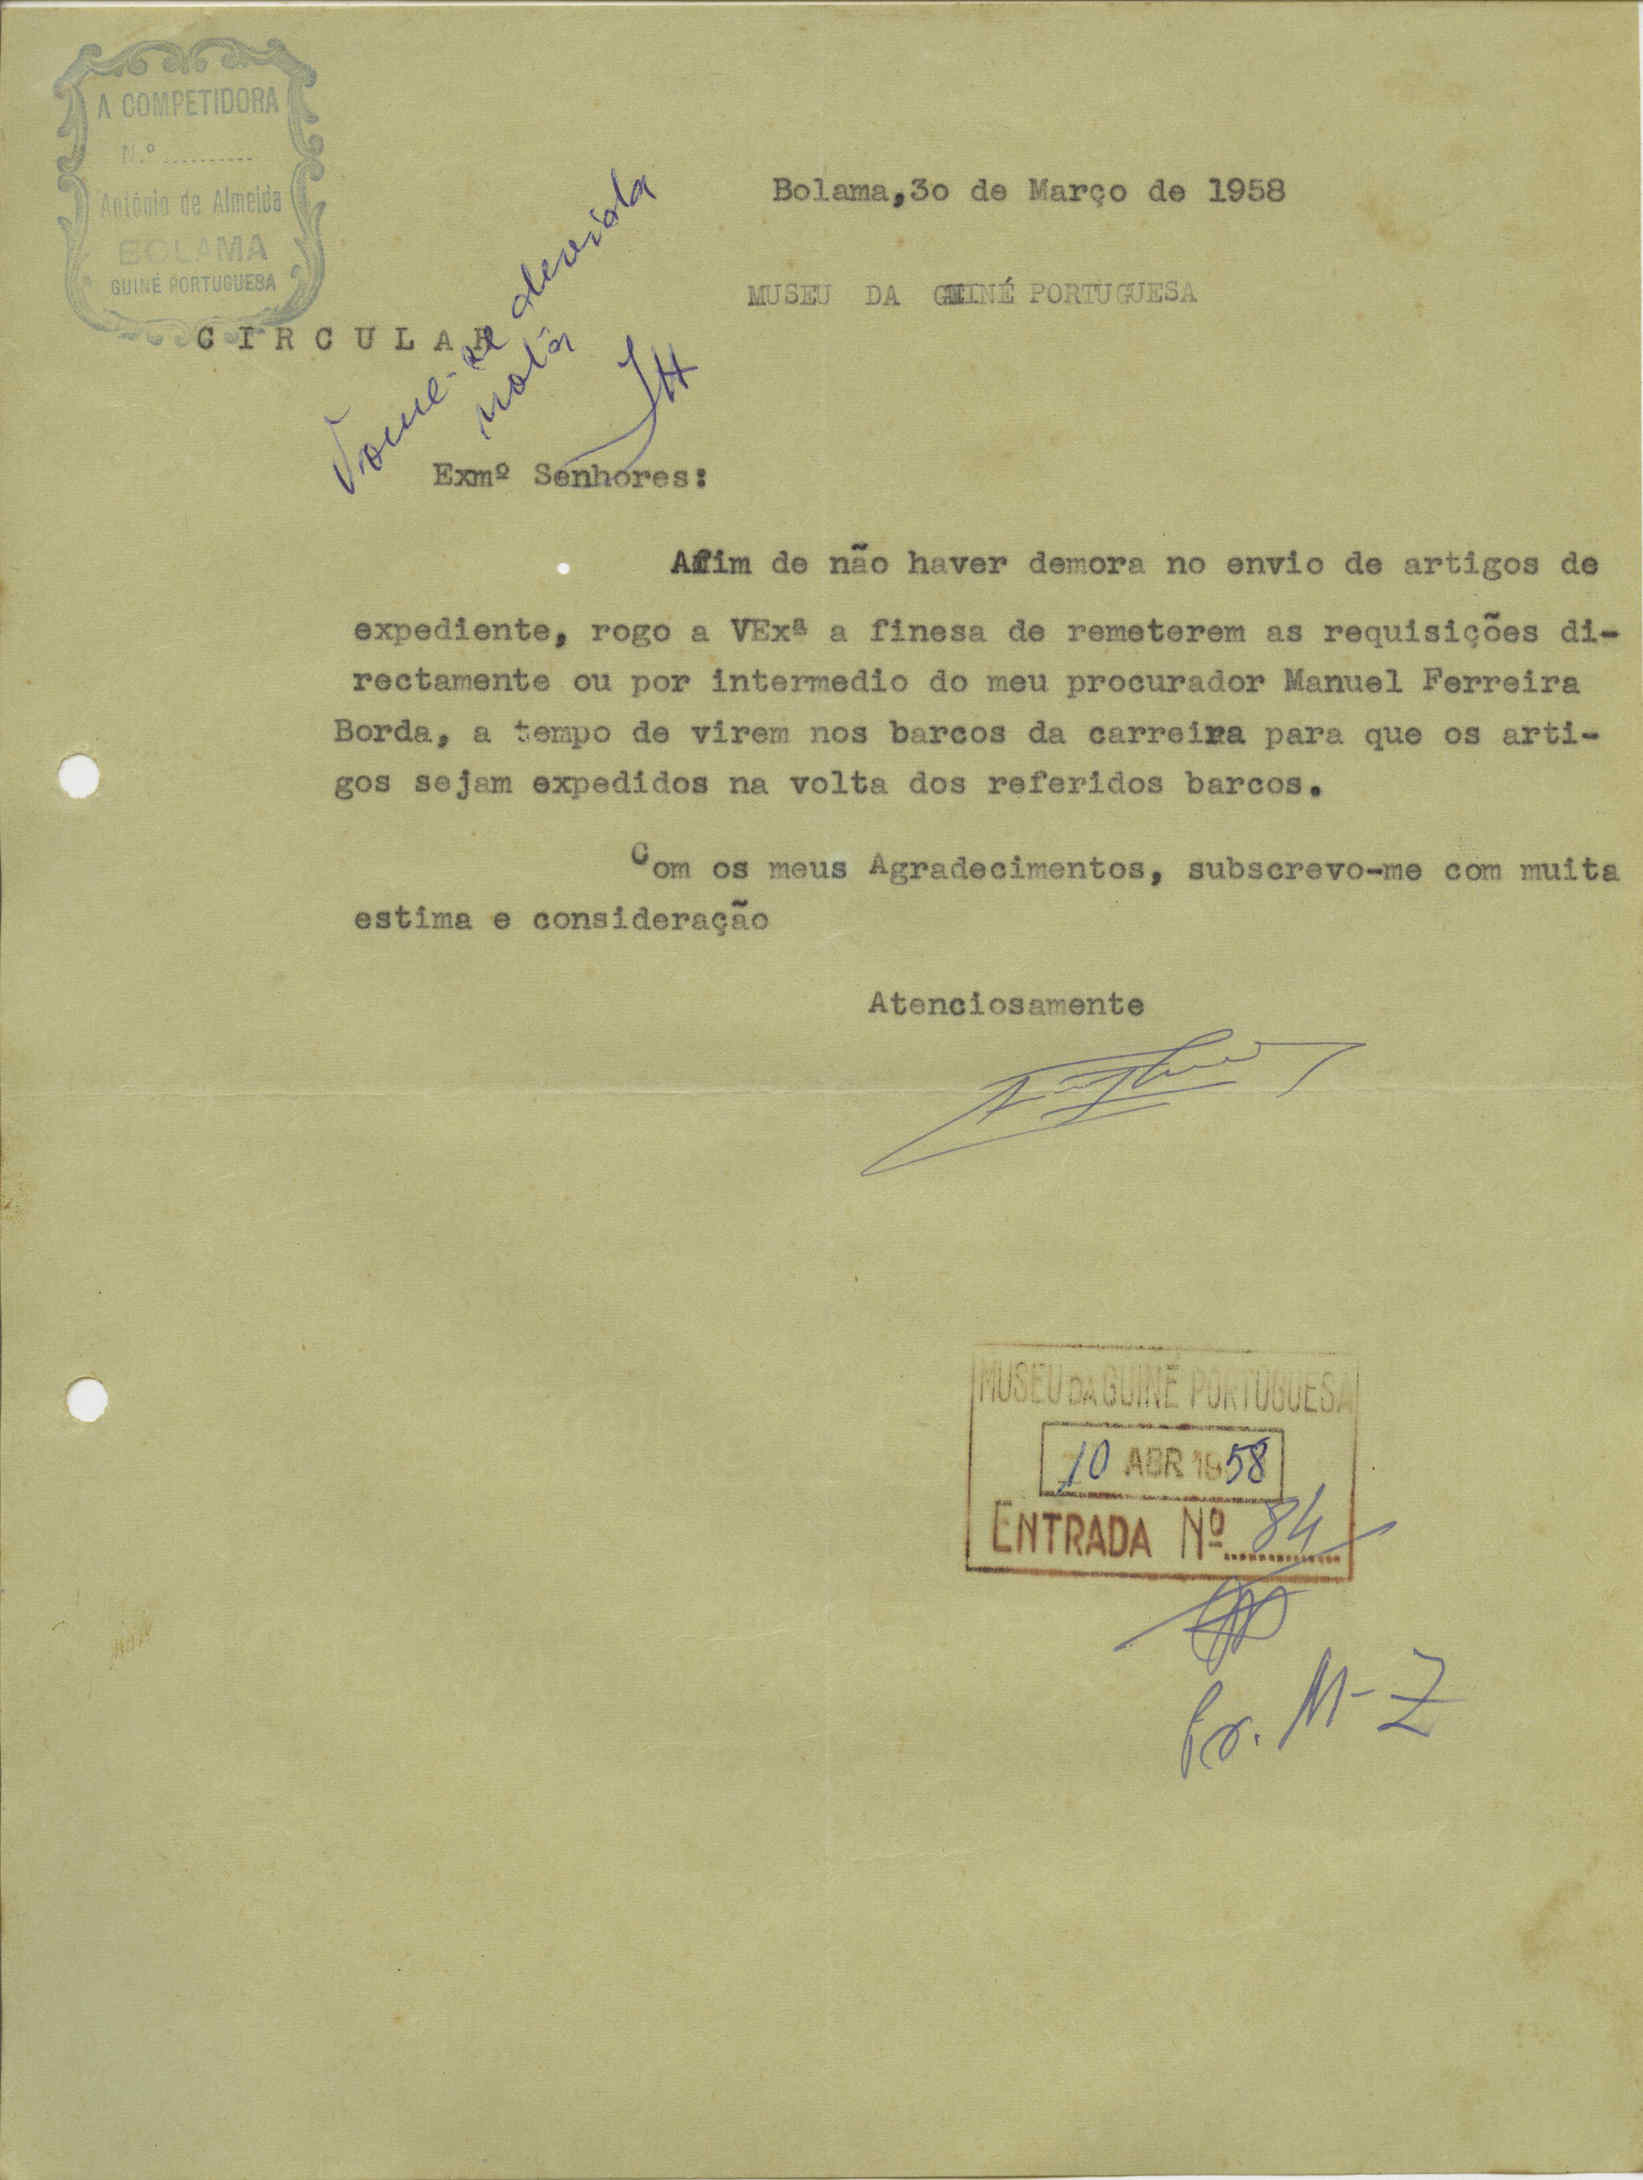 A COMPETIDORA
N.º ..........
António de Almeida
BOLAMA
GUINÉ PORTUGUESA
Bolama,3o de Março de 1958
MUSEU DA GUINÉ PORTUGUESA
C I R C U L A R
Tome-se devida
nota
Exmº Senhores:
Afim de não haver demora no envio de artigos de
expediente, rogo a VExª a finesa de remeterem as requisições di-
rectamente ou por intermedio do meu procurador Manuel Ferreira
Borda, a tempo de virem nos barcos da carreira para que os arti-
gos sejam expedidos na volta dos referidos barcos.
Com os meus Agradecimentos, subscrevo-me com muita
estima e consideração
Atenciosamente
MUSEU DA GUINÉ PORTUGUESA
10 ABR 1958
ENTRADA Nº 84
M-Z